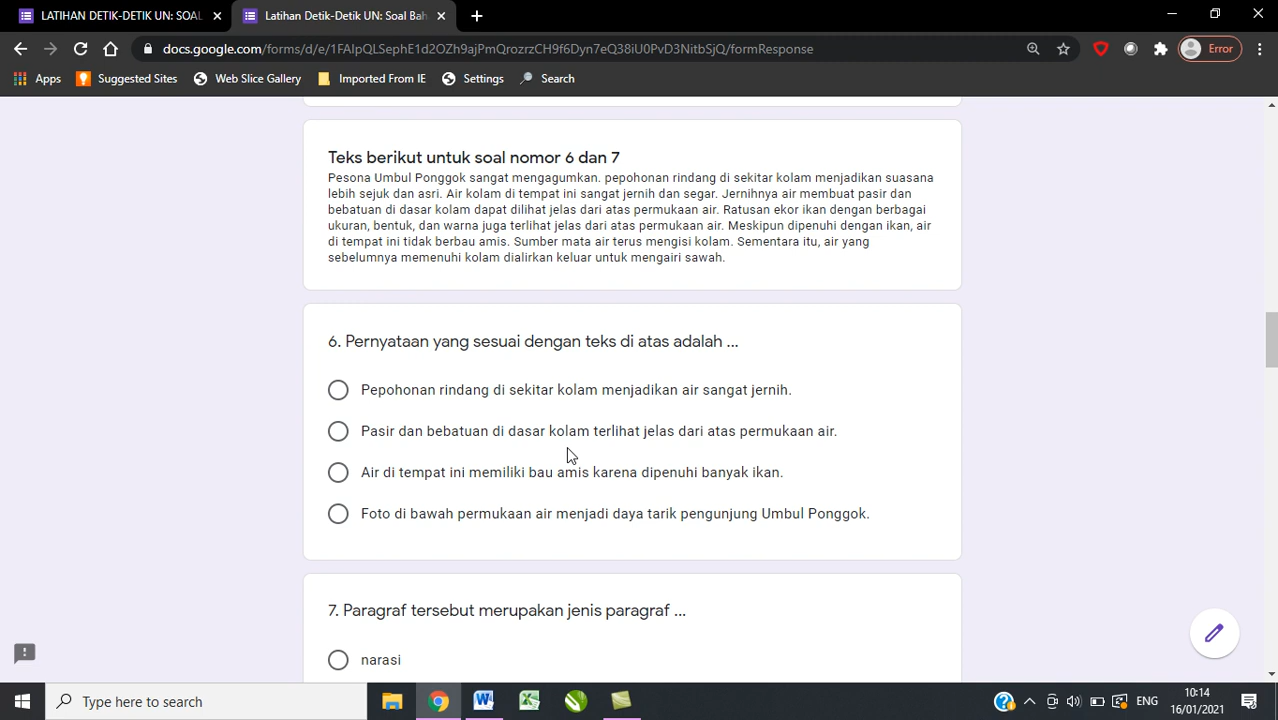 LATIHAN DETIK-DETIK UN: SOAL
Latihan Detik-Detik UN: Soal Bah
docs.google.com/forms/d/e/1FAIpQLSephE1d2OZh9ajPmQrozrzCH9f6Dyn7eQ38iU0PvD3NitbSjQ/formResponse
Error
Apps
Suggested Sites
Web Slice Gallery
Imported From IE
Settings
Search
Teks berikut untuk soal nomor 6 dan 7
Pesona Umbul Ponggok sangat mengagumkan. pepohonan rindang di sekitar kolam menjadikan suasana
lebih sejuk dan asri. Air kolam di tempat ini sangat jernih dan segar. Jernihnya air membuat pasir dan
bebatuan di dasar kolam dapat dilihat jelas dari atas permukaan air. Ratusan ekor ikan dengan berbagai
ukuran, bentuk, dan warna juga terlihat jelas dari atas permukaan air. Meskipun dipenuhi dengan ikan, air
di tempat ini tidak berbau amis. Sumber mata air terus mengisi kolam. Sementara itu, air yang
sebelumnya memenuhi kolam dialirkan keluar untuk mengairi sawah.
6. Pernyataan yang sesuai dengan teks di atas adalah ...
Pepohonan rindang di sekitar kolam menjadikan air sangat jernih.
Pasir dan bebatuan di dasar kolam terlihat jelas dari atas permukaan air.
Air di tempat ini memiliki bau amis karena dipenuhi banyak ikan.
Foto di bawah permukaan air menjadi daya tarik pengunjung Umbul Ponggok.
7. Paragraf tersebut merupakan jenis paragraf ...
narasi
Type here to search
ENG
10:14
16/01/2021